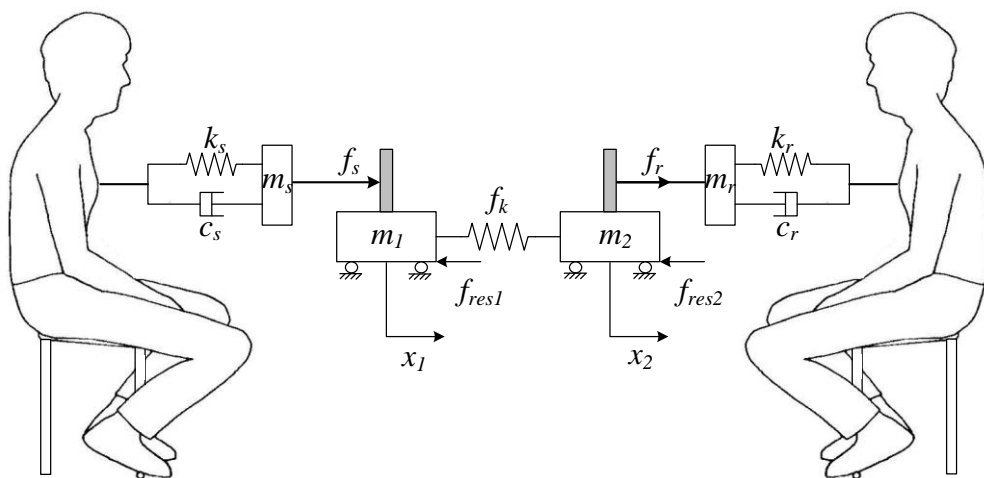 k_s
k_r
f_s
f_r
m_s
m_r
f_k
c_s
c_r
m_1
m_2
f_res1
f_res2
x_1
x_2